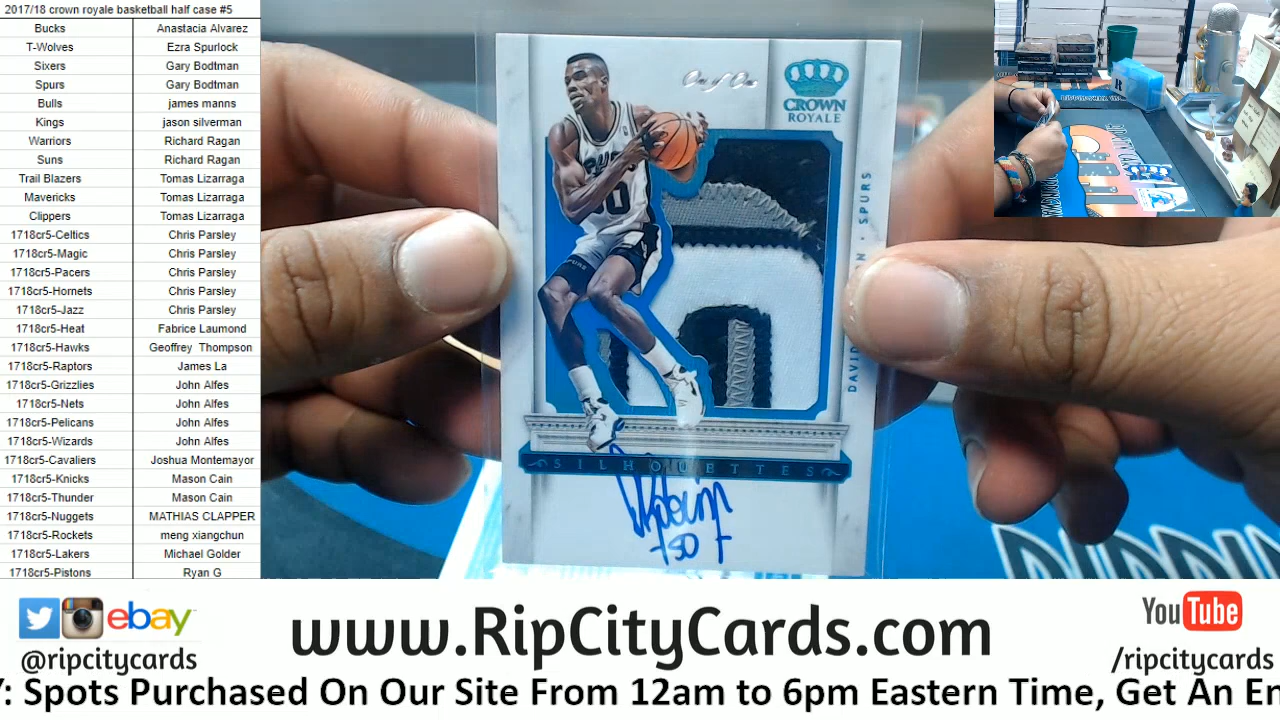 2017/18 crown royale basketball half case #5
Bucks Anastacia Alvarez
T-Wolves Ezra Spurlock
Sixers Gary Bodtman
Spurs Gary Bodtman
Bulls james manns
Kings jason silverman
Warriors Richard Ragan
Suns Richard Ragan
Trail Blazers Tomas Lizarraga
Mavericks Tomas Lizarraga
Clippers Tomas Lizarraga
1718cr5-Celtics Chris Parsley
1718cr5-Magic Chris Parsley
1718cr5-Pacers Chris Parsley
1718cr5-Hornets Chris Parsley
1718cr5-Jazz Chris Parsley
1718cr5-Heat Fabrice Laumond
1718cr5-Hawks Geoffrey Thompson
1718cr5-Raptors James La
1718cr5-Grizzlies John Alfes
1718cr5-Nets John Alfes
1718cr5-Pelicans John Alfes
1718cr5-Wizards John Alfes
1718cr5-Cavaliers Joshua Montemayor
1718cr5-Knicks Mason Cain
1718cr5-Thunder Mason Cain
1718cr5-Nuggets MATHIAS CLAPPER
1718cr5-Rockets meng xiangchun
1718cr5-Lakers Michael Golder
1718cr5-Pistons Ryan G
One of One
CROWN
ROYALE
DAVID N · SPURS
SILHOUETTES
50
ebay
@ripcitycards
www.RipCityCards.com
YouTube
/ripcitycards
Y: Spots Purchased On Our Site From 12am to 6pm Eastern Time, Get An En